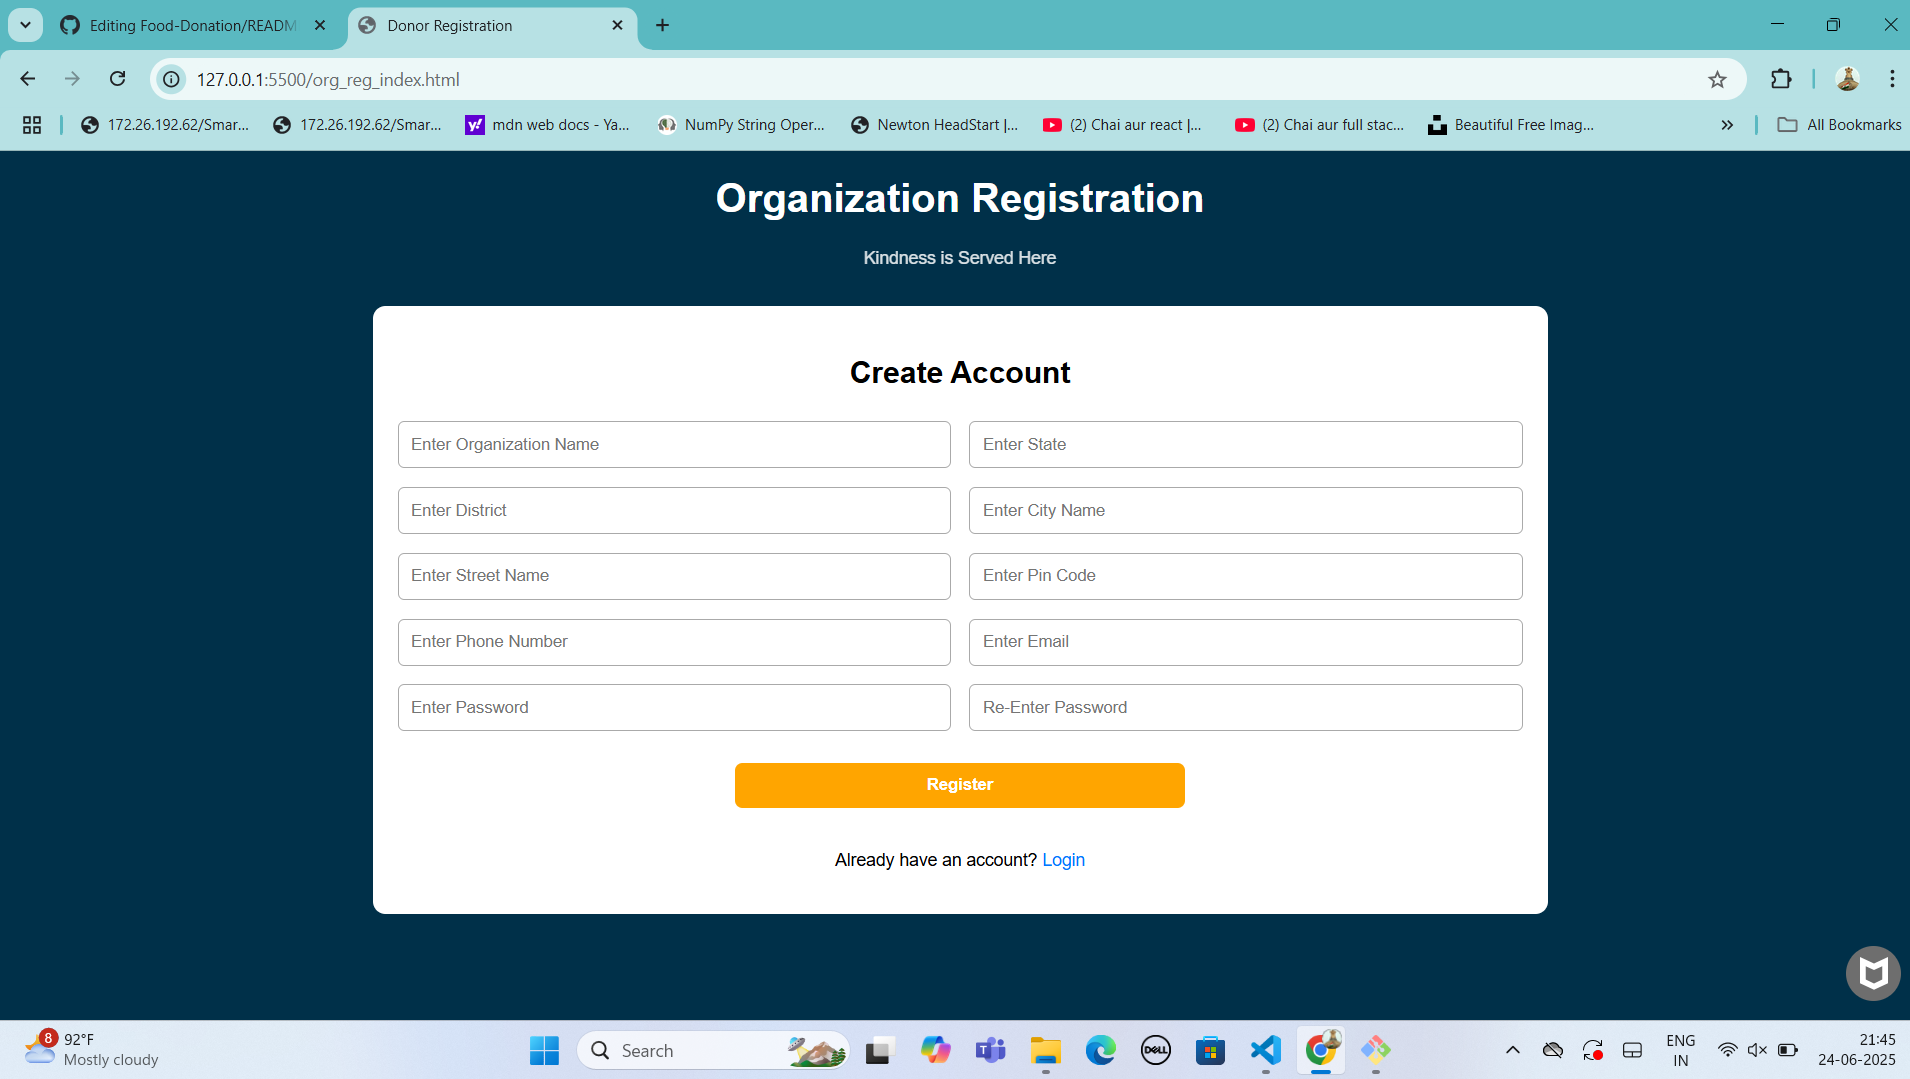 Editing Food-Donation/READM
Donor Registration
127.0.0.1:5500/org_reg_index.html
172.26.192.62/Smar...
172.26.192.62/Smar...
y!
mdn web docs - Ya...
NumPy String Oper...
Newton HeadStart |...
(2) Chai aur react |...
(2) Chai aur full stac...
Beautiful Free Imag...
All Bookmarks
Organization Registration
Kindness is Served Here
Create Account
Enter Organization Name
Enter State
Enter District
Enter City Name
Enter Street Name
Enter Pin Code
Enter Phone Number
Enter Email
Enter Password
Re-Enter Password
Register
Already have an account? Login
8
92°F
Mostly cloudy
Search
T
DELL
ENG
IN
21:45
24-06-2025